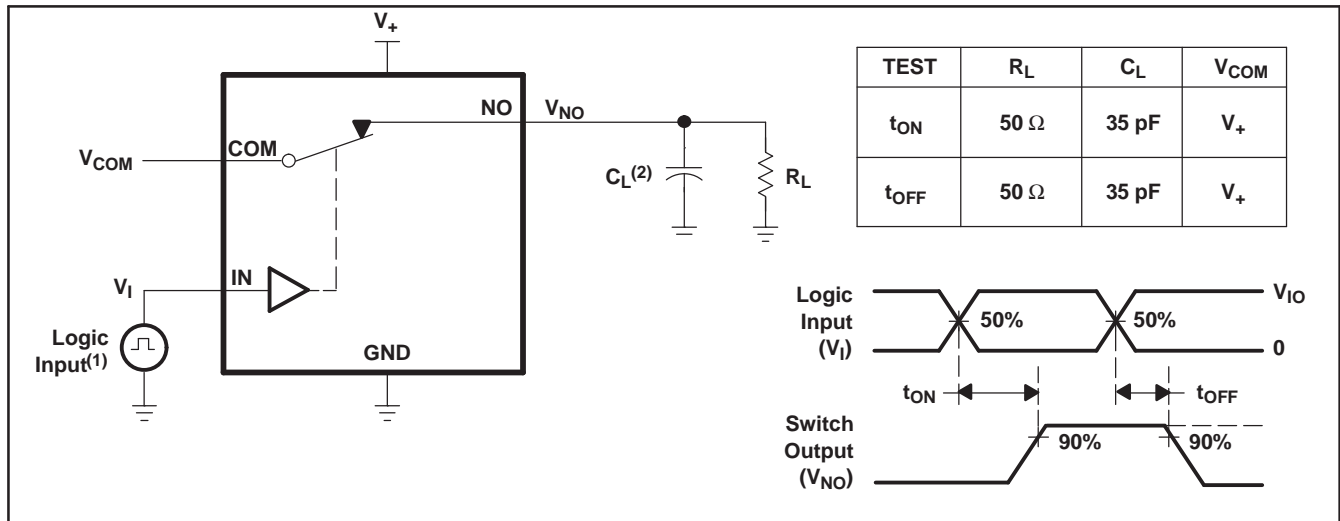 V+
NO
VNO
COM
VCOM
CL(2)
RL
IN
VI
Logic
Input(1)
GND
TEST RL CL VCOM
tON 50 Ω 35 pF V+
tOFF 50 Ω 35 pF V+
Logic
Input
(VI)
50%
50%
VIO
0
tON
tOFF
Switch
Output
(VNO)
90%
90%